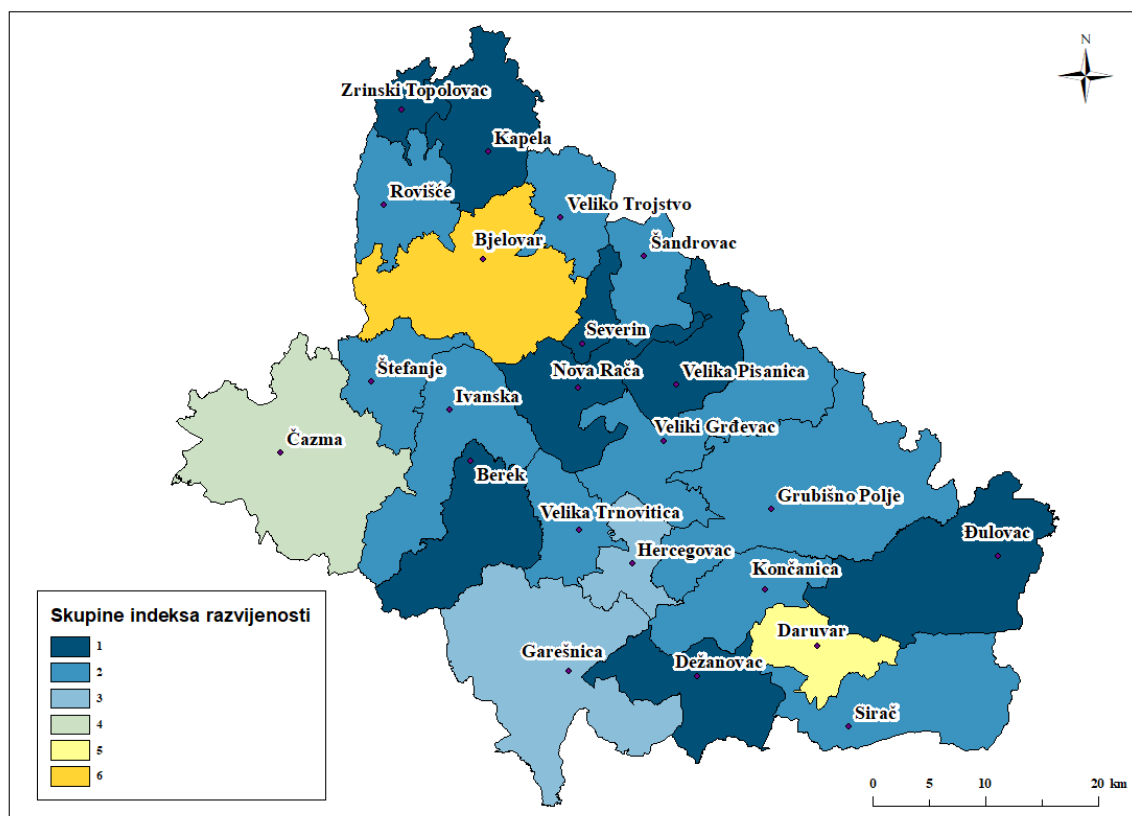 N
Zrinski Topolovac
Kapela
Rovišće
Veliko Trojstvo
Bjelovar
Šandrovac
Severin
Štefanje
Nova Rača
Velika Pisanica
Ivanska
Čazma
Veliki Grđevac
Berek
Grubišno Polje
Velika Trnovitica
Hercegovac
Đulovac
Končanica
Daruvar
Garešnica
Dežanovac
Sirač
Skupine indeksa razvijenosti
1
2
3
4
5
6
0 5 10 20 km